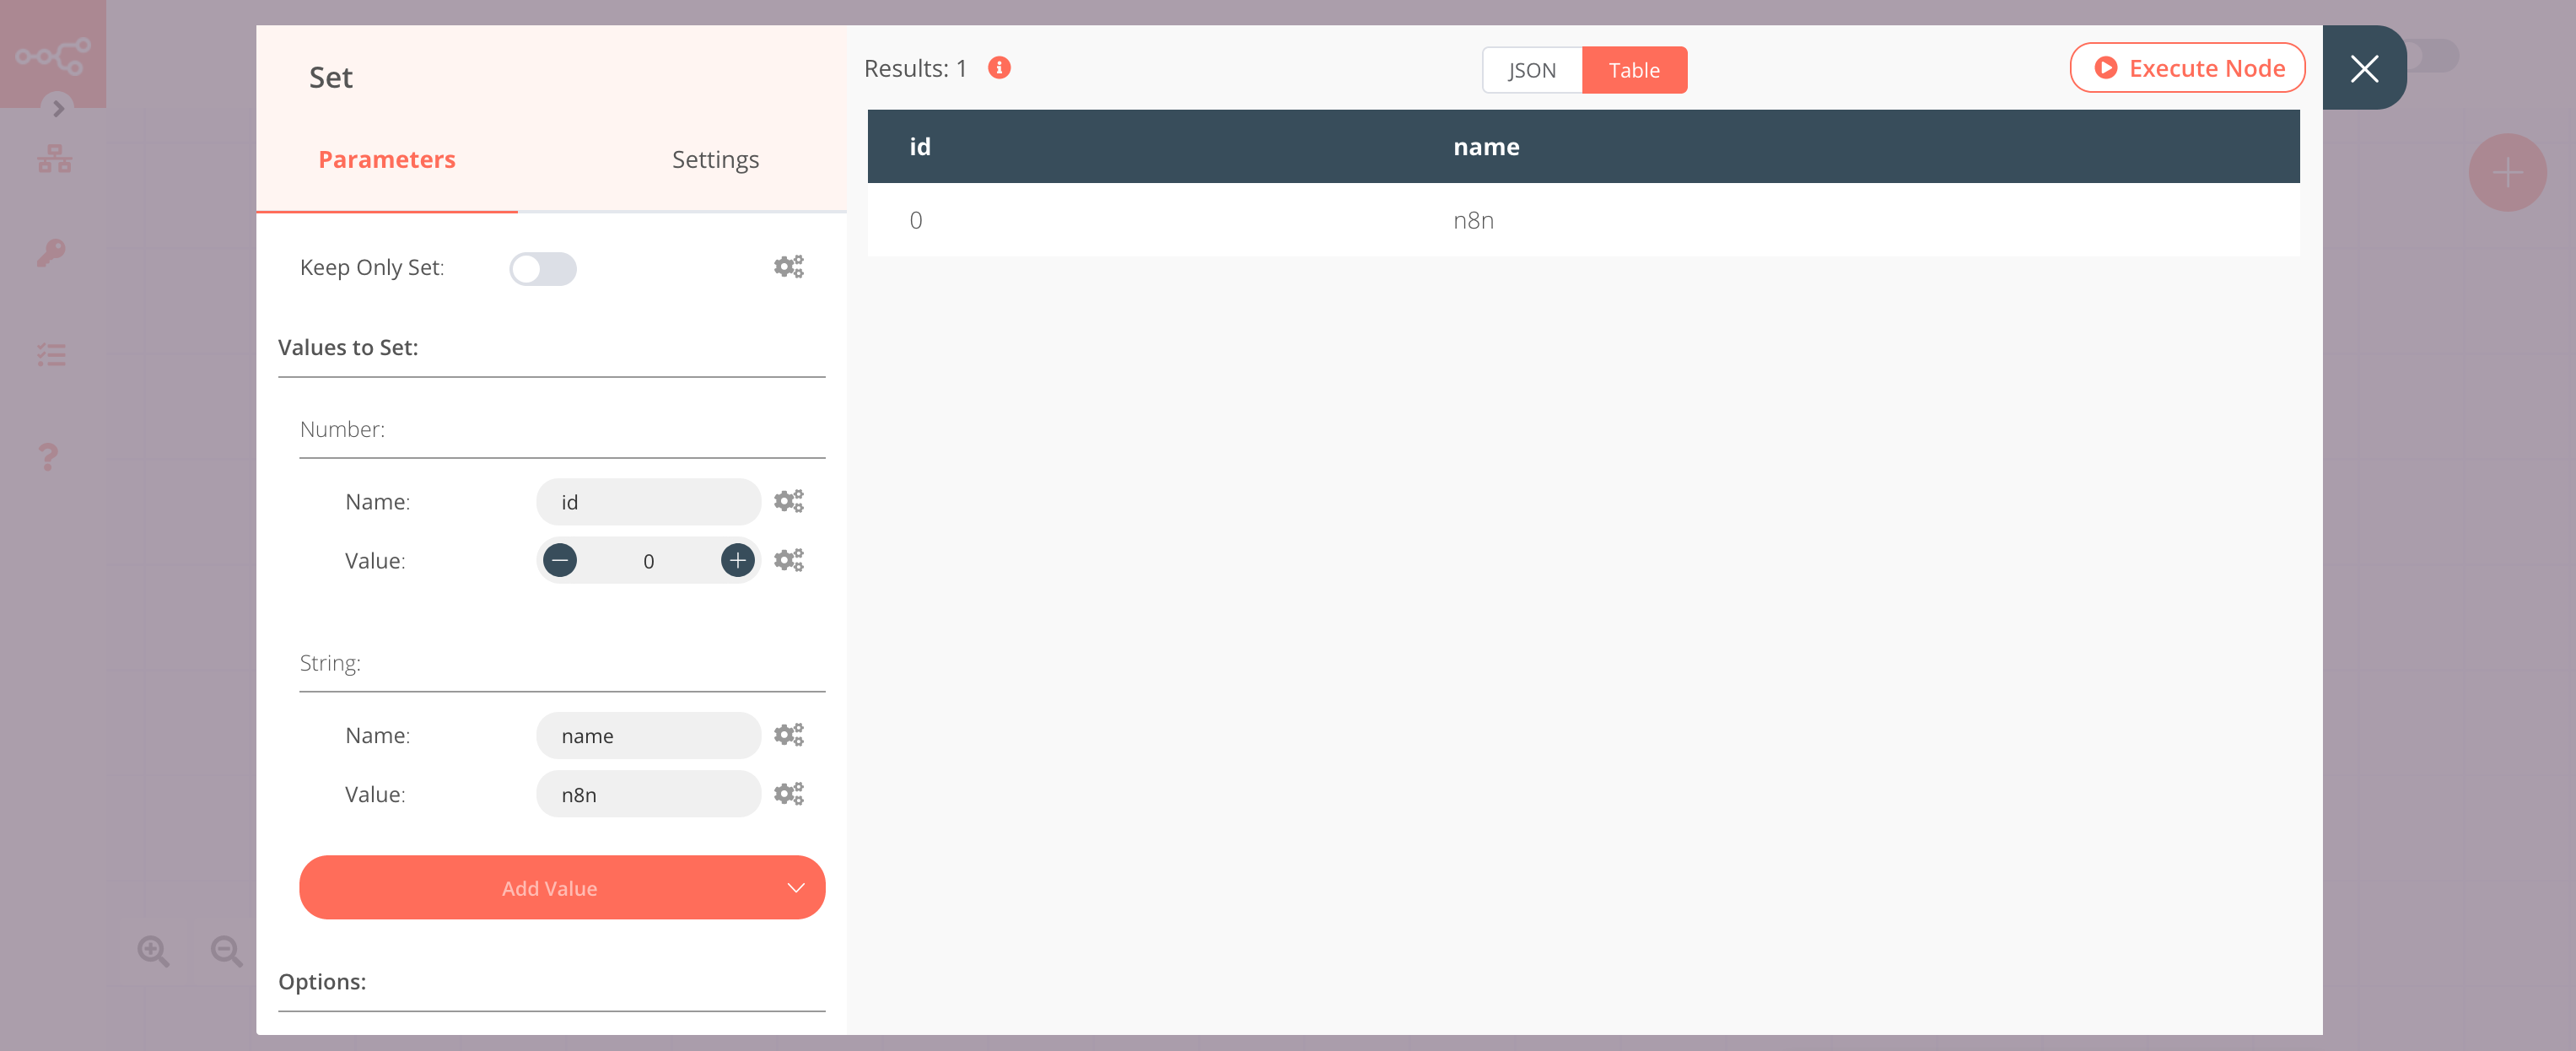 Set
Parameters
Settings
Keep Only Set:
Values to Set:
Number:
Name:
id
Value:
0
String:
Name:
name
Value:
n8n
Add Value
Options:
Results: 1
JSON
Table
Execute Node
id
name
0
n8n